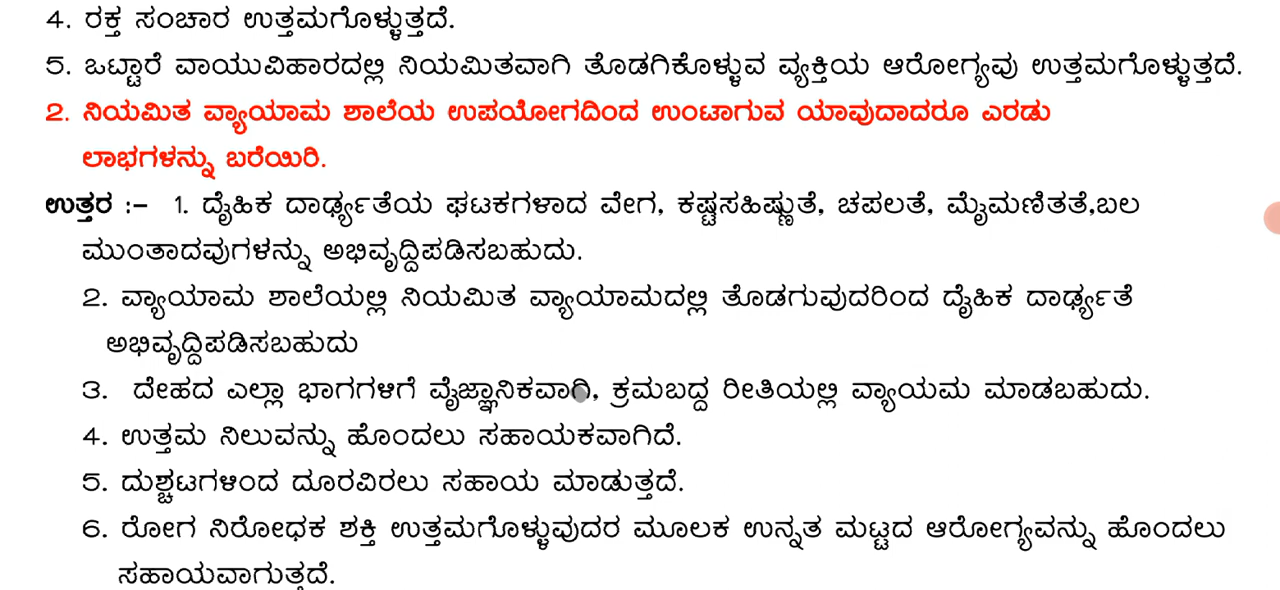 4. ರಕ್ತ ಸಂಚಾರ ಉತ್ತಮಗೊಳ್ಳುತ್ತದೆ.
5. ಒಟ್ಟಾರೆ ವಾಯುವಿಹಾರದಲ್ಲಿ ನಿಯಮಿತವಾಗಿ ತೊಡಗಿಕೊಳ್ಳುವ ವ್ಯಕ್ತಿಯ ಆರೋಗ್ಯವು ಉತ್ತಮಗೊಳ್ಳುತ್ತದೆ.
2. ನಿಯಮಿತ ವ್ಯಾಯಾಮ ಶಾಲೆಯ ಉಪಯೋಗದಿಂದ ಉಂಟಾಗುವ ಯಾವುದಾದರೂ ಎರಡು
ಲಾಭಗಳನ್ನು ಬರೆಯಿರಿ.
ಉತ್ತರ :- 1. ದೈಹಿಕ ದಾರ್ಢ್ಯತೆಯ ಘಟಕಗಳಾದ ವೇಗ, ಕಷ್ಟಸಹಿಷ್ಣುತೆ, ಚಪಲತೆ, ಮೈಮಣಿತತೆ,ಬಲ
ಮುಂತಾದವುಗಳನ್ನು ಅಭಿವೃದ್ದಿಪಡಿಸಬಹುದು.
2. ವ್ಯಾಯಾಮ ಶಾಲೆಯಲ್ಲಿ ನಿಯಮಿತ ವ್ಯಾಯಾಮದಲ್ಲಿ ತೊಡಗುವುದರಿಂದ ದೈಹಿಕ ದಾರ್ಢ್ಯತೆ
ಅಭಿವೃದ್ದಿಪಡಿಸಬಹುದು
3. ದೇಹದ ಎಲ್ಲಾ ಭಾಗಗಳಿಗೆ ವೈಜ್ಞಾನಿಕವಾಗಿ, ಕ್ರಮಬದ್ದ ರೀತಿಯಲ್ಲಿ ವ್ಯಾಯಮ ಮಾಡಬಹುದು.
4. ಉತ್ತಮ ನಿಲುವನ್ನು ಹೊಂದಲು ಸಹಾಯಕವಾಗಿದೆ.
5. ದುಶ್ಚಟಗಳಿಂದ ದೂರವಿರಲು ಸಹಾಯ ಮಾಡುತ್ತದೆ.
6. ರೋಗ ನಿರೋಧಕ ಶಕ್ತಿ ಉತ್ತಮಗೊಳ್ಳುವುದರ ಮೂಲಕ ಉನ್ನತ ಮಟ್ಟದ ಆರೋಗ್ಯವನ್ನು ಹೊಂದಲು
ಸಹಾಯವಾಗುತ್ತದೆ.